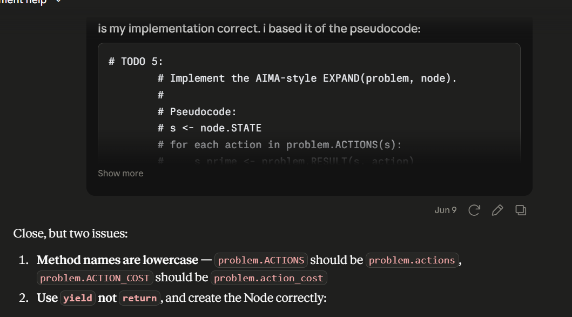 ment help
is my implementation correct. i based it of the pseudocode:
# TODO 5:
# Implement the AIMA-style EXPAND(problem, node).
#
# Pseudocode:
# s <- node.STATE
# for each action in problem.ACTIONS(s):
# s_prime <- problem.RESULT(s, action)
Show more
Jun 9
Close, but two issues:
1. Method names are lowercase — problem.ACTIONS should be problem.actions,
problem.ACTION_COST should be problem.action_cost
2. Use yield not return, and create the Node correctly: